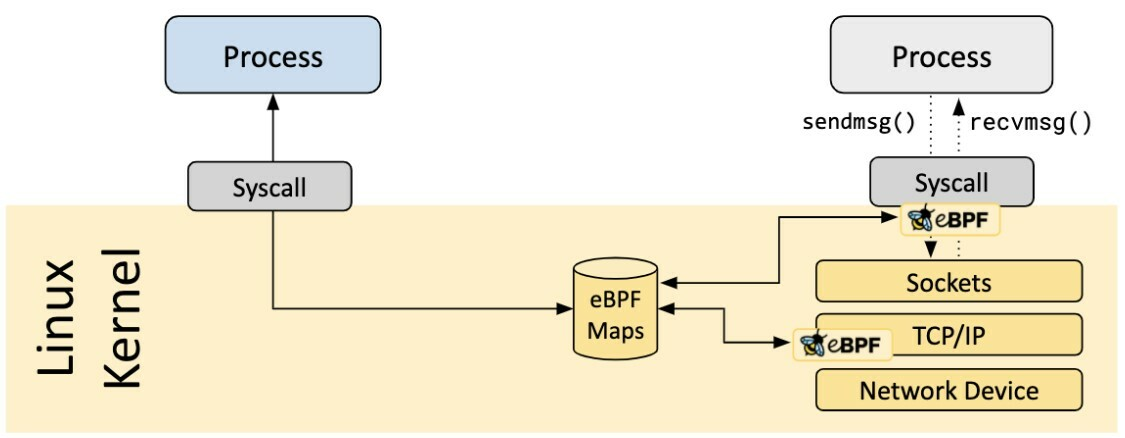 Process
Process
sendmsg()
recvmsg()
Syscall
Syscall
eBPF
Linux
Kernel
eBPF
Maps
Sockets
eBPF
TCP/IP
Network Device